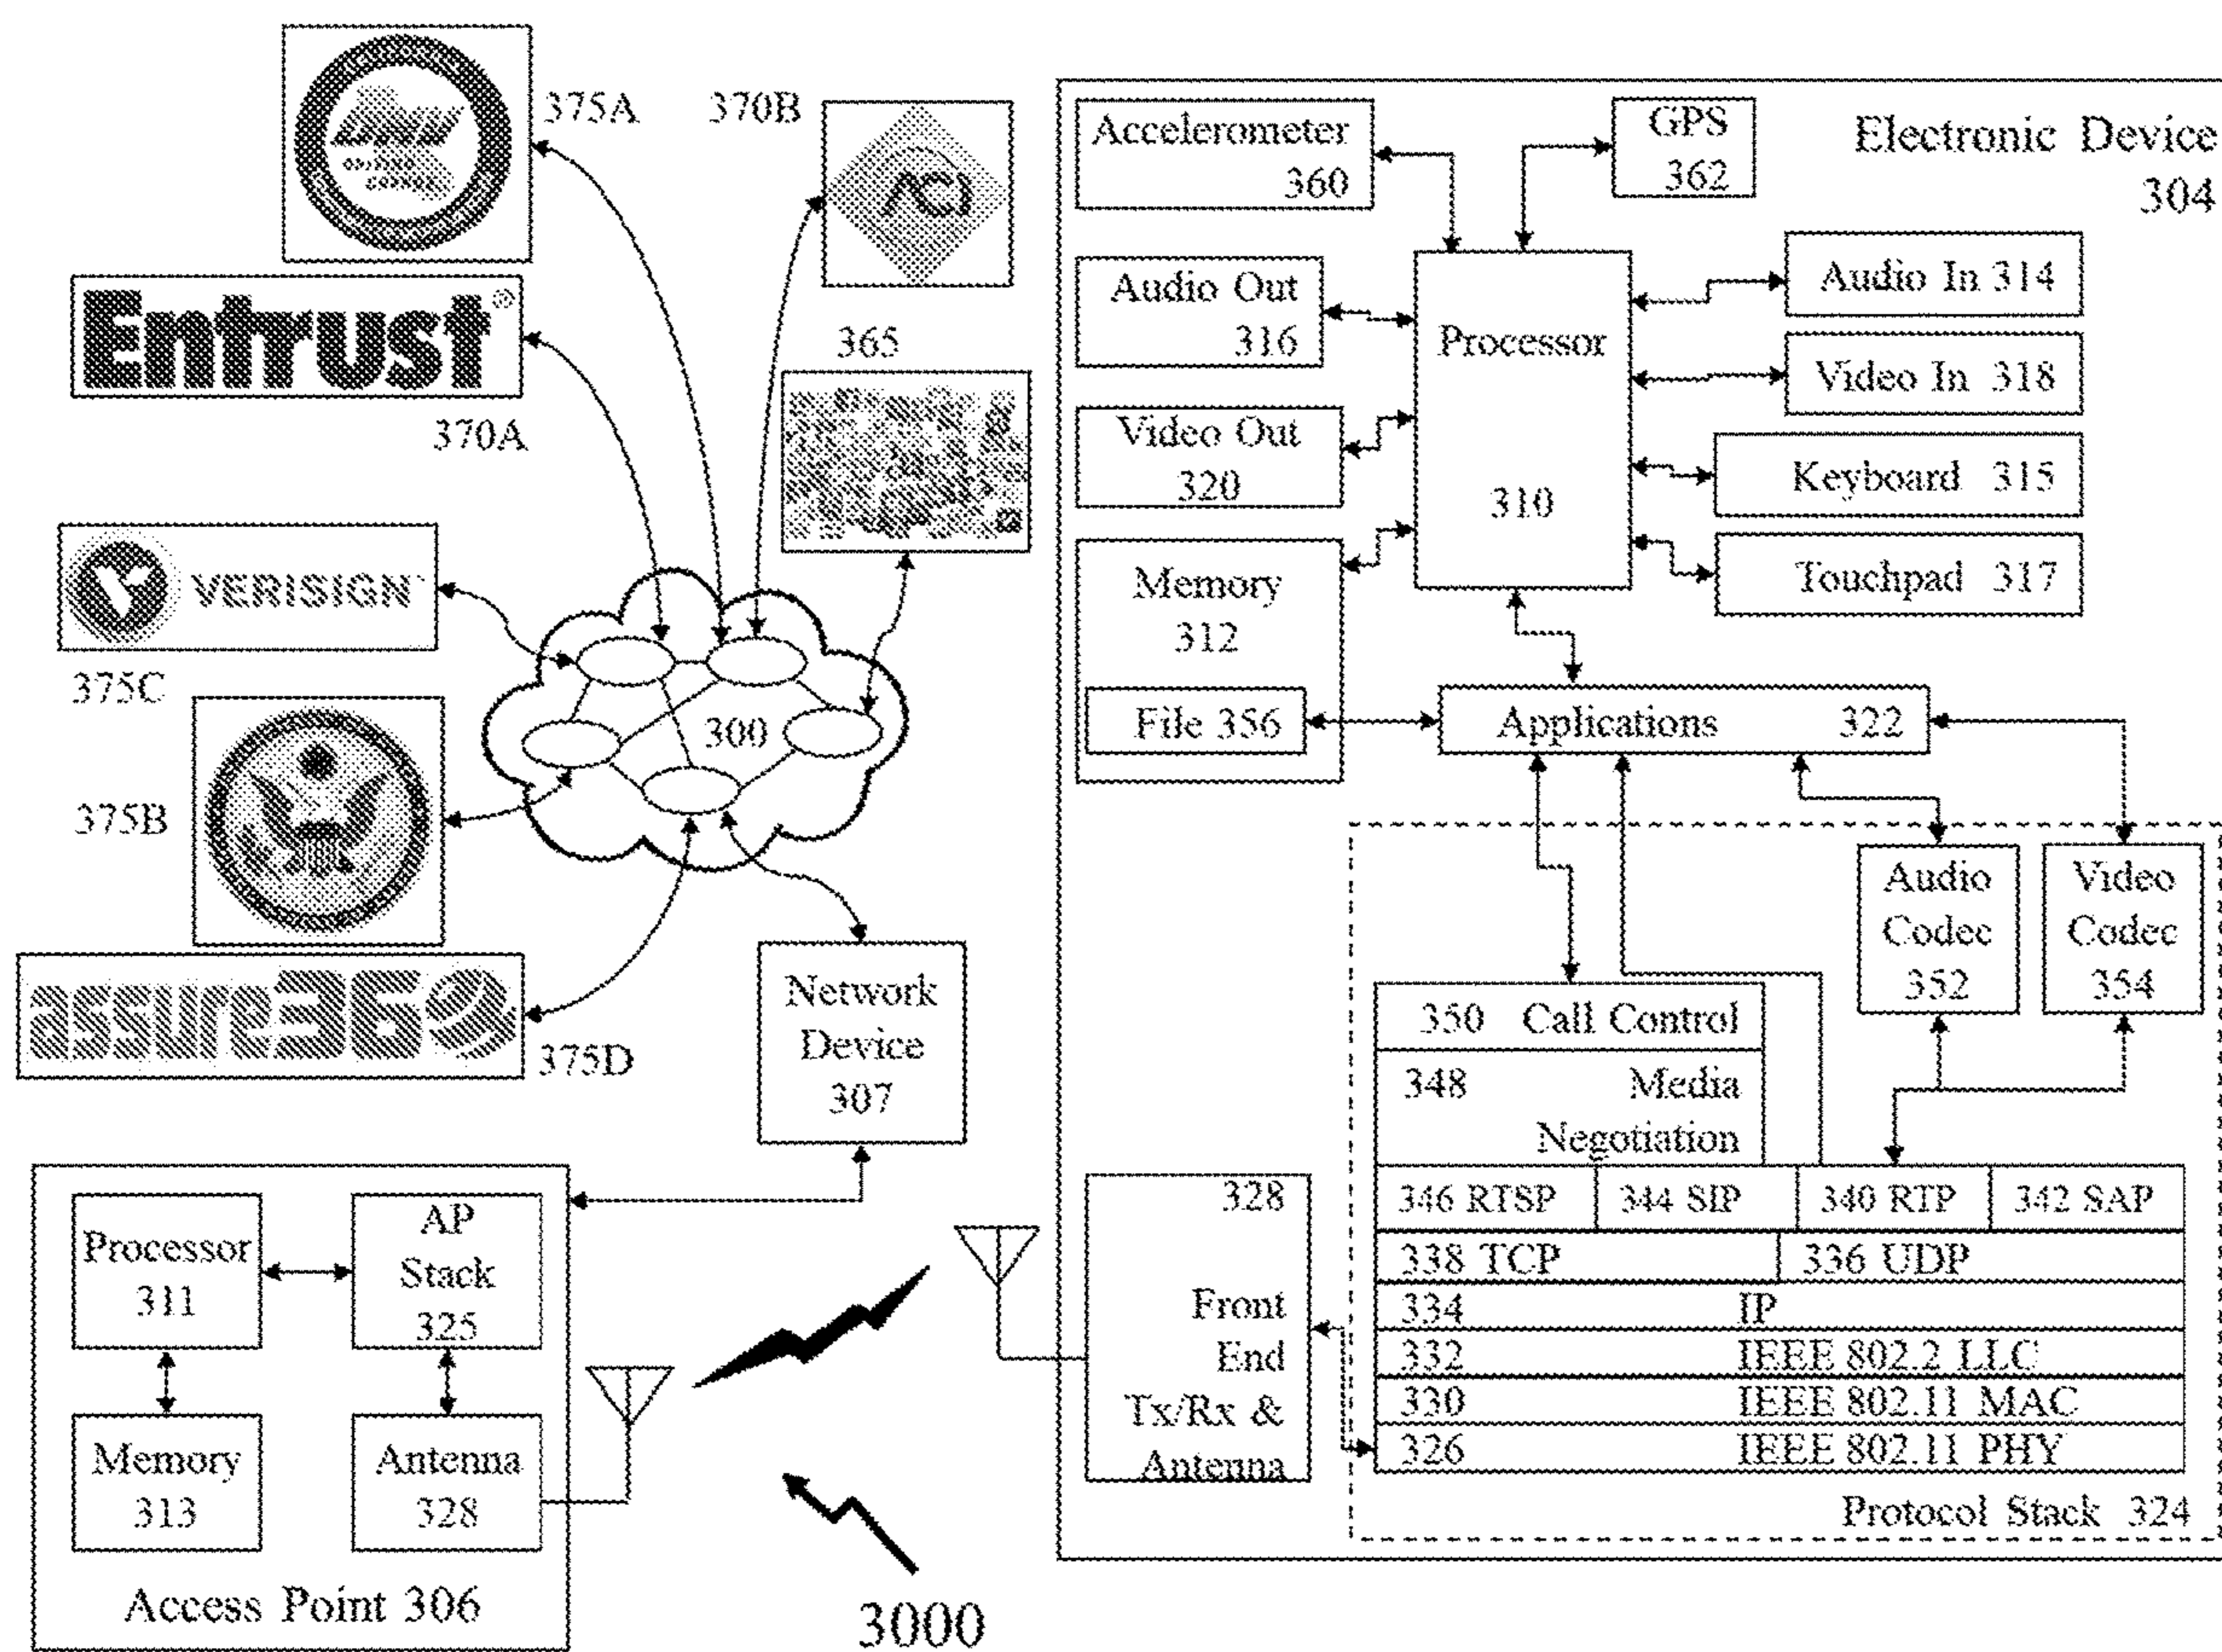 375A
370B
Entrust®
370A
365
VERISIGN
375C
300
375B
assure360
375D
Network
Device
307
Processor
311
AP
Stack
325
Memory
313
Antenna
328
Access Point 306
3000
Electronic Device
304
Accelerometer
360
GPS
362
Audio Out
316
Processor
310
Audio In 314
Video In 318
Video Out
320
Keyboard 315
Touchpad 317
Memory
312
File 356
Applications 322
Audio
Codec
352
Video
Codec
354
350 Call Control
348 Media
Negotiation
346 RTSP
344 SIP
340 RTP
342 SAP
338 TCP
336 UDP
334 IP
332 IEEE 802.2 LLC
330 IEEE 802.11 MAC
326 IEEE 802.11 PHY
Protocol Stack 324
328
Front
End
Tx/Rx &
Antenna